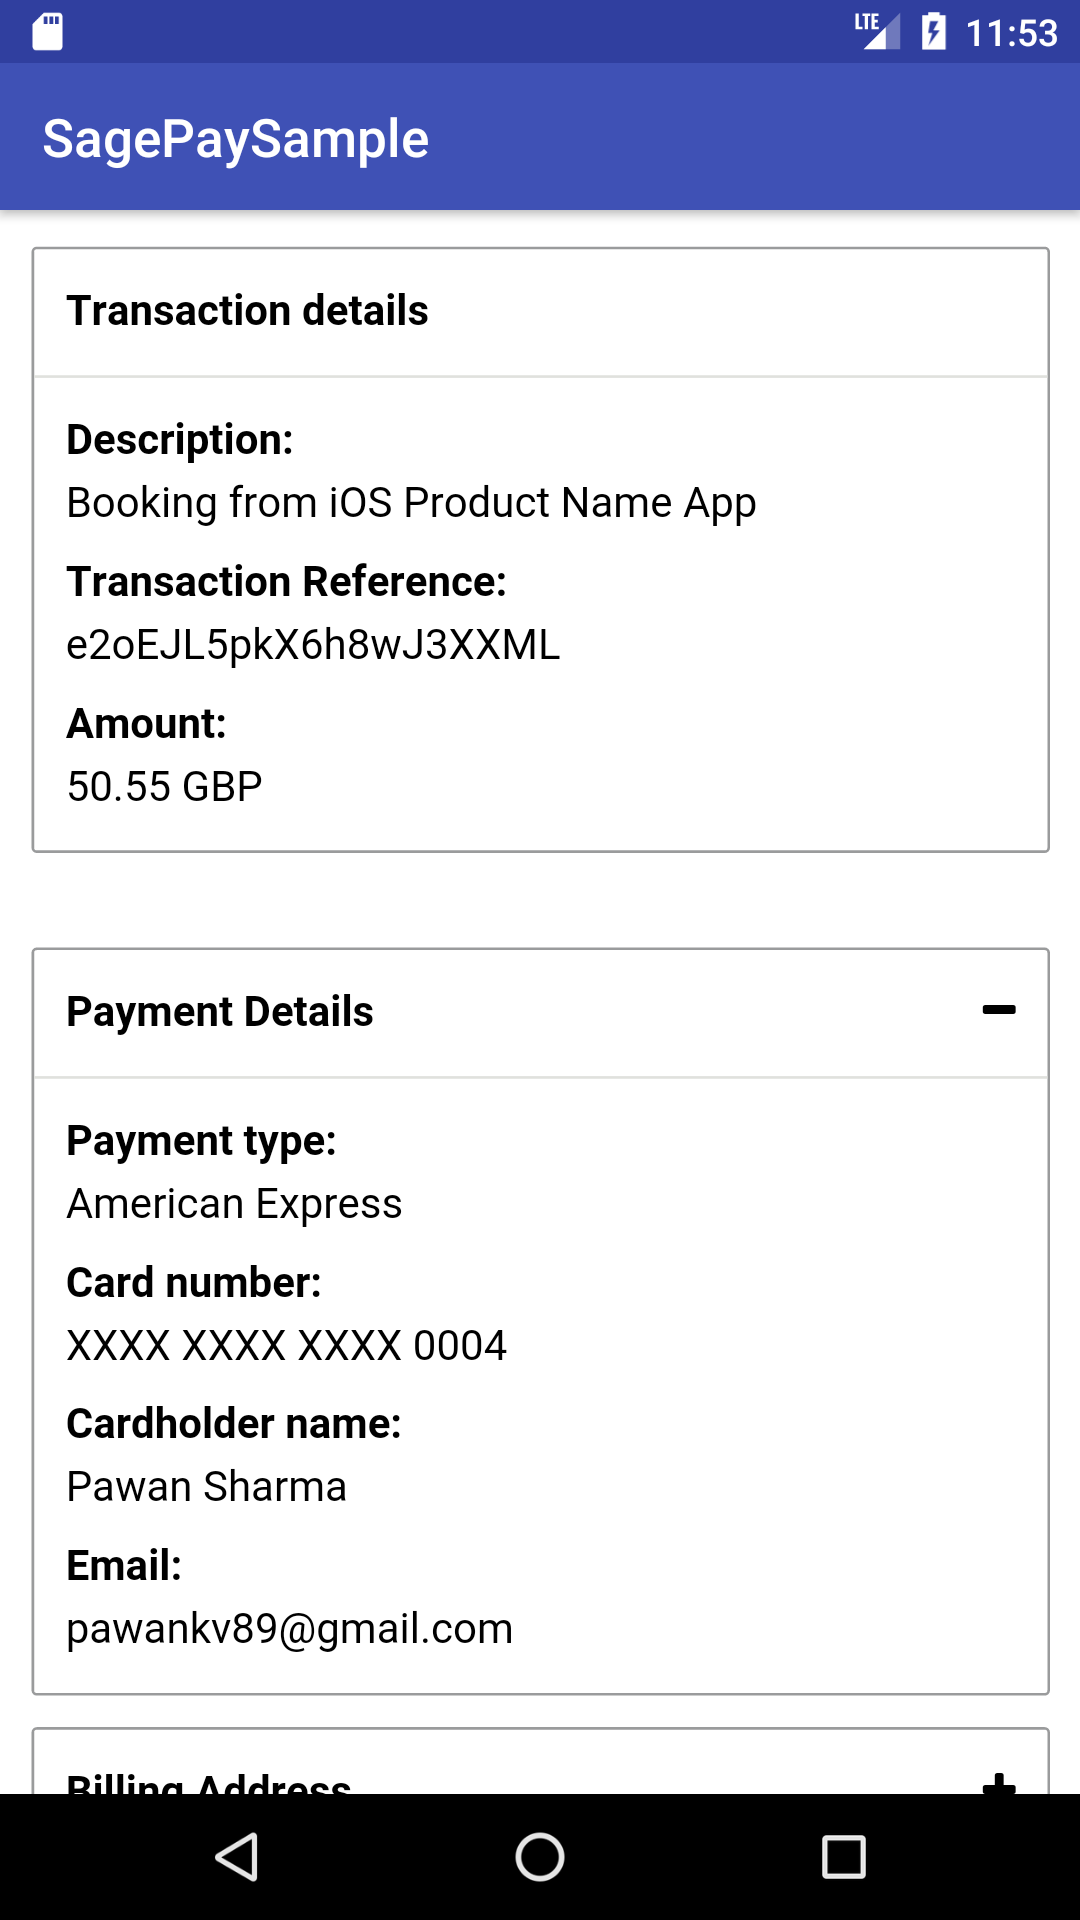 LTE 11:53
SagePaySample
Transaction details
Description:
Booking from iOS Product Name App
Transaction Reference:
e2oEJL5pkX6h8wJ3XXML
Amount:
50.55 GBP
Payment Details
Payment type:
American Express
Card number:
XXXX XXXX XXXX 0004
Cardholder name:
Pawan Sharma
Email:
pawankv89@gmail.com
Billing Address